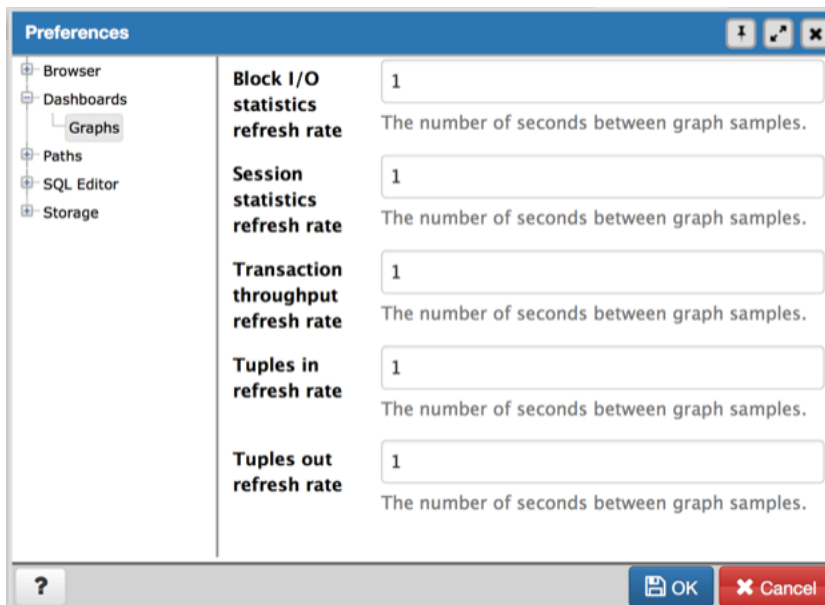 Preferences
Browser
Dashboards
Graphs
Paths
SQL Editor
Storage
Block I/O
statistics
refresh rate
1
The number of seconds between graph samples.
Session
statistics
refresh rate
1
The number of seconds between graph samples.
Transaction
throughput
refresh rate
1
The number of seconds between graph samples.
Tuples in
refresh rate
1
The number of seconds between graph samples.
Tuples out
refresh rate
1
The number of seconds between graph samples.
?
OK
Cancel